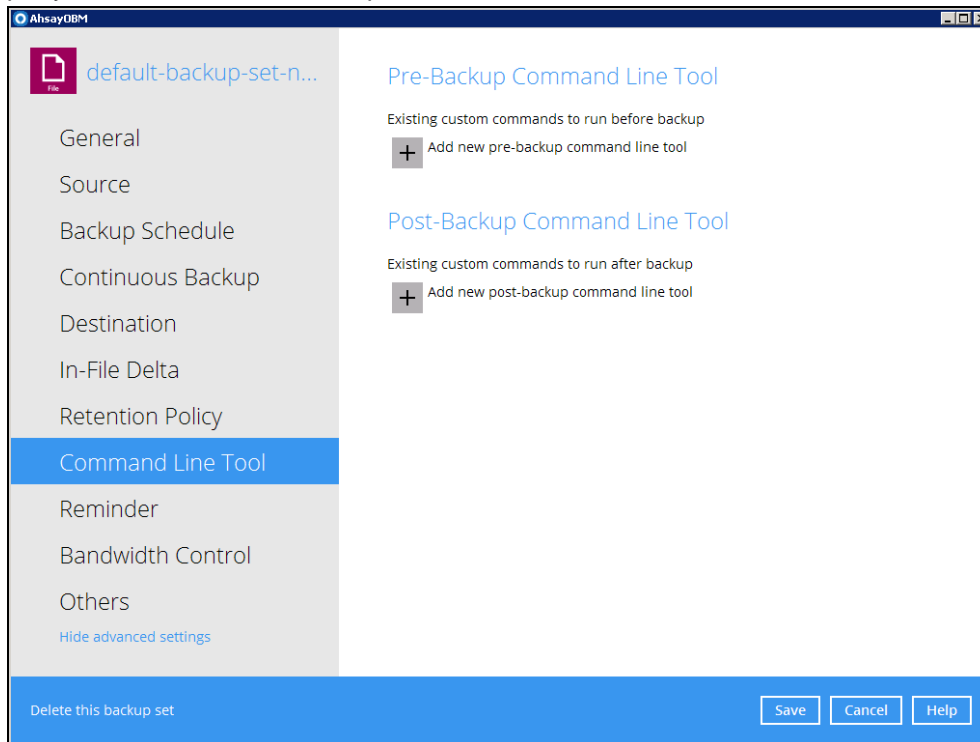 AhsayOBM
default-backup-set-n...
File
General
Source
Backup Schedule
Continuous Backup
Destination
In-File Delta
Retention Policy
Command Line Tool
Reminder
Bandwidth Control
Others
Hide advanced settings
Pre-Backup Command Line Tool
Existing custom commands to run before backup
Add new pre-backup command line tool
Post-Backup Command Line Tool
Existing custom commands to run after backup
Add new post-backup command line tool
Delete this backup set
Save
Cancel
Help